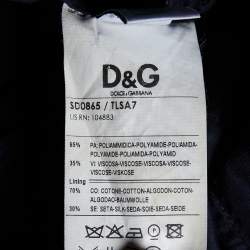 D&G
DOLCE & GABBANA
SD0865 / TLSA7
US RN: 104883
65% PA: POLIAMMIDICA-POLYAMIDE-POLIAMIDA-
POLYAMIDE-POLIAMIDA-POLYAMID
35% VI: VISCOSA-VISCOSE-VISCOSA-VISCOSE-
VISCOSE-VISKOSE
Lining
70% CO: COTONE-COTTON-ALGODON-COTON-
ALGODAO-BAUMWOLLE
30% SE: SETA-SILK-SEDA-SOIE-SEDA-SEIDE